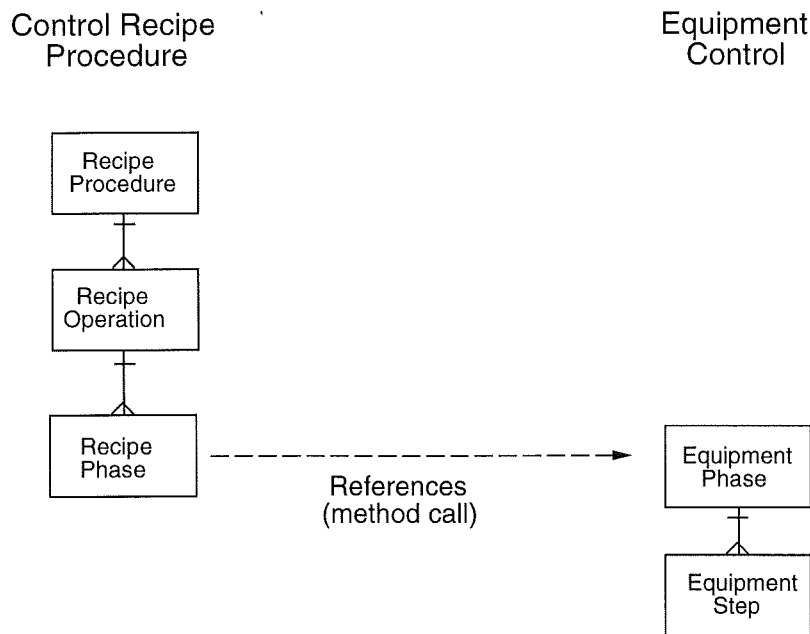 Control Recipe
Procedure
Equipment
Control
Recipe
Procedure
Recipe
Operation
Recipe
Phase
References
(method call)
Equipment
Phase
Equipment
Step